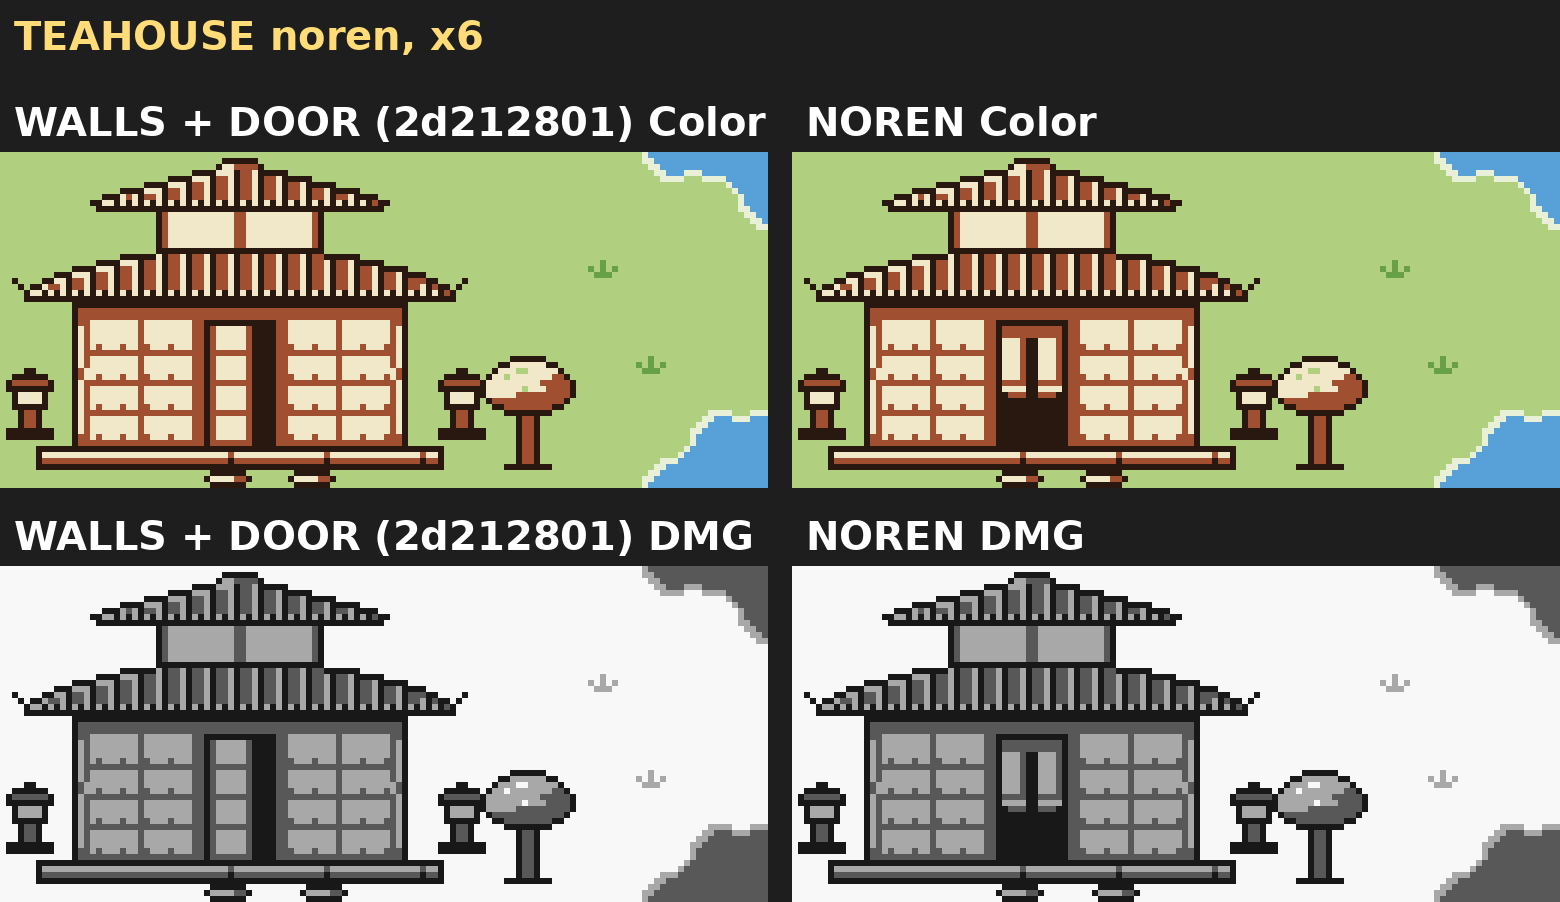 TEAHOUSE noren, x6
WALLS + DOOR (2d212801) Color
NOREN Color
WALLS + DOOR (2d212801) DMG
NOREN DMG